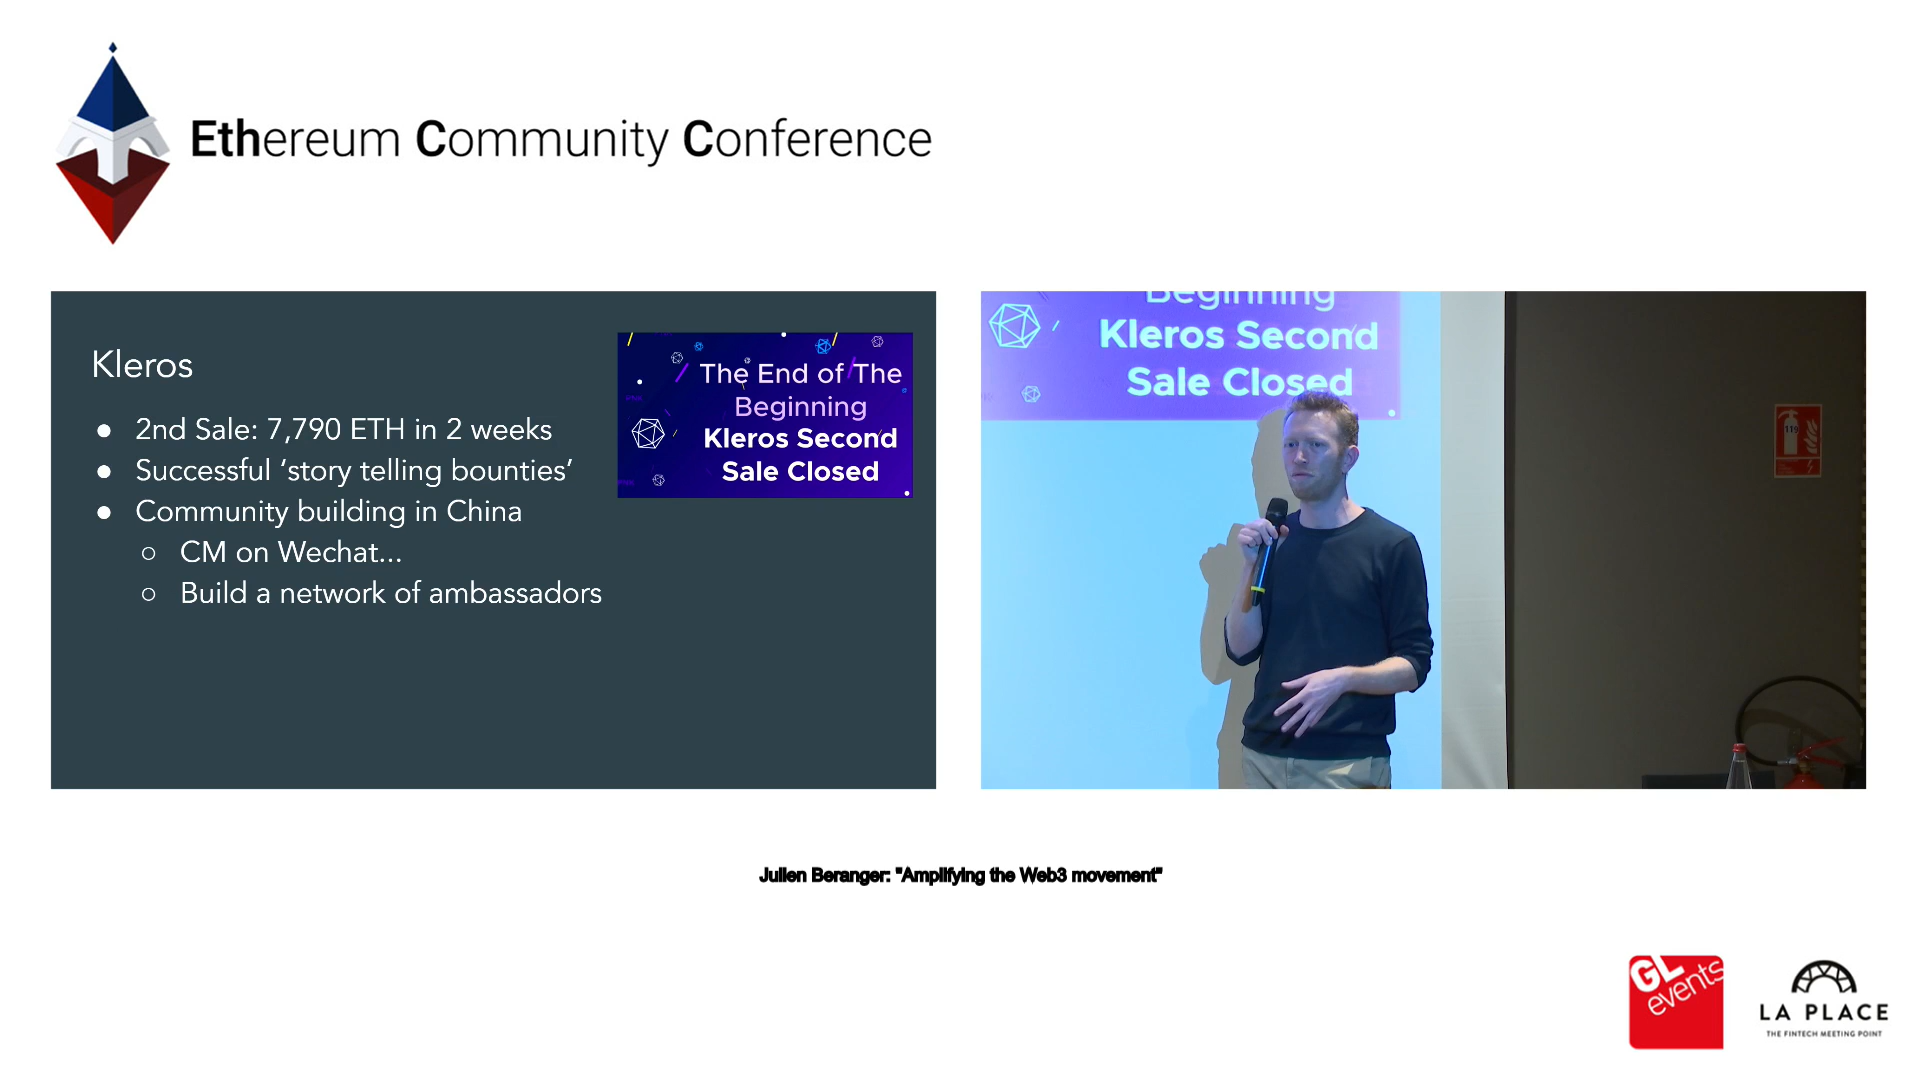 Ethereum Community Conference
Kleros
● 2nd Sale: 7,790 ETH in 2 weeks
● Successful ‘story telling bounties’
● Community building in China
○ CM on Wechat...
○ Build a network of ambassadors
The End of The
Beginning
Kleros Second
Sale Closed
Beginning
Kleros Second
Sale Closed
Julien Beranger: "Amplifying the Web3 movement"
GL
events
LA PLACE
THE FINTECH MEETING POINT